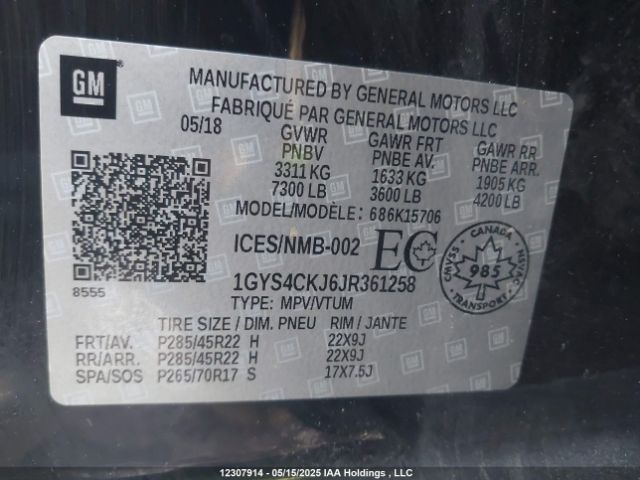 GM
MANUFACTURED BY GENERAL MOTORS LLC
FABRIQUÉ PAR GENERAL MOTORS LLC
05/18 GVWR GAWR FRT GAWR RR
PNBV PNBE AV. PNBE ARR.
3311 KG 1633 KG 1905 KG
7300 LB 3600 LB 4200 LB
MODEL/MODÈLE: 686K15706
ICES/NMB-002 EC
CANADA
CMVSS 985 NSVAC
TRANSPORT
1GYS4CKJ6JR361258
8555
TYPE: MPV/VTUM
TIRE SIZE / DIM. PNEU RIM / JANTE
FRT/AV. P285/45R22 H 22X9J
RR/ARR. P285/45R22 H 22X9J
SPA/SOS P265/70R17 S 17X7.5J
12307914 - 05/15/2025 IAA Holdings , LLC